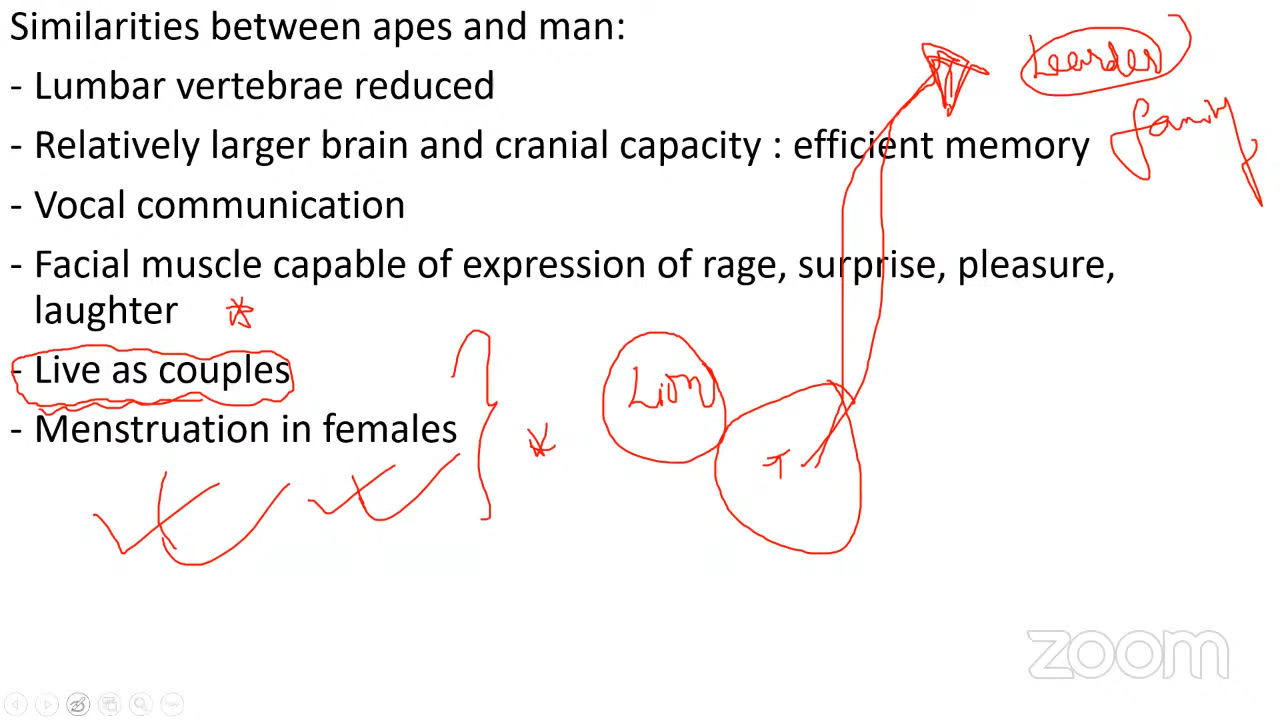 Similarities between apes and man:
- Lumbar vertebrae reduced
- Relatively larger brain and cranial capacity : efficient memory
- Vocal communication
- Facial muscle capable of expression of rage, surprise, pleasure,
laughter
- Live as couples
- Menstruation in females
family
Lion
zoom